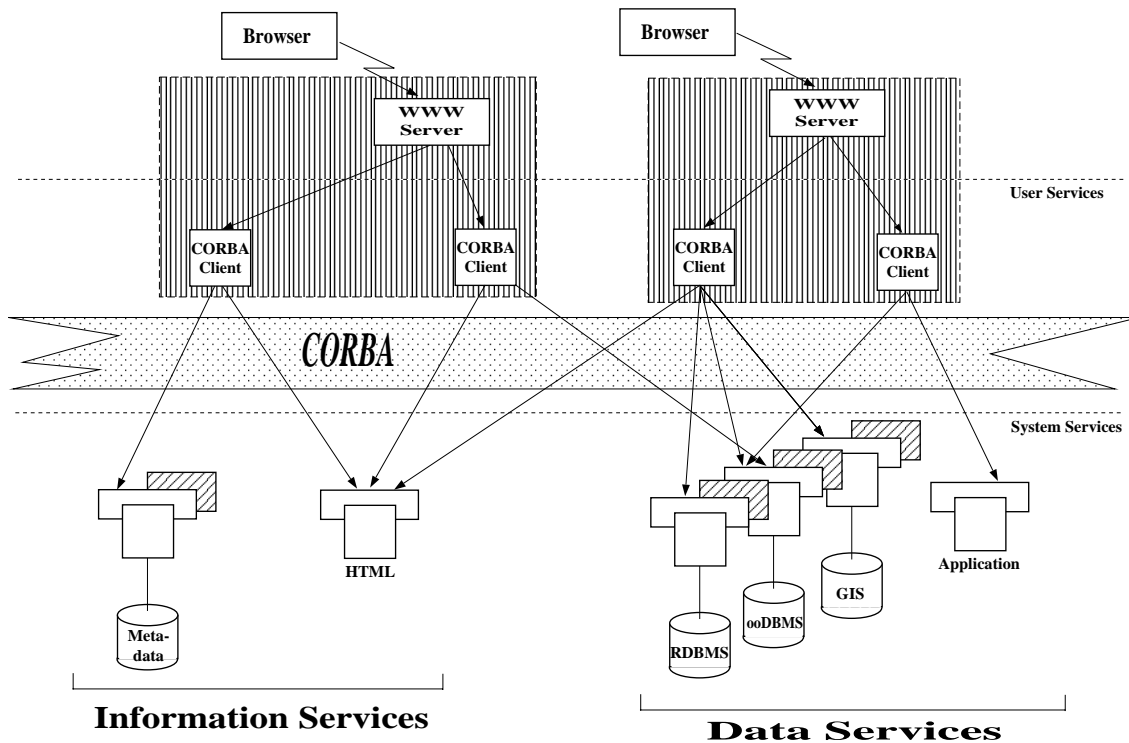 Browser
Browser
WWW
Server
WWW
Server
User Services
CORBA
Client
CORBA
Client
CORBA
Client
CORBA
Client
CORBA
System Services
HTML
Application
GIS
ooDBMS
Meta-
data
RDBMS
Information Services
Data Services